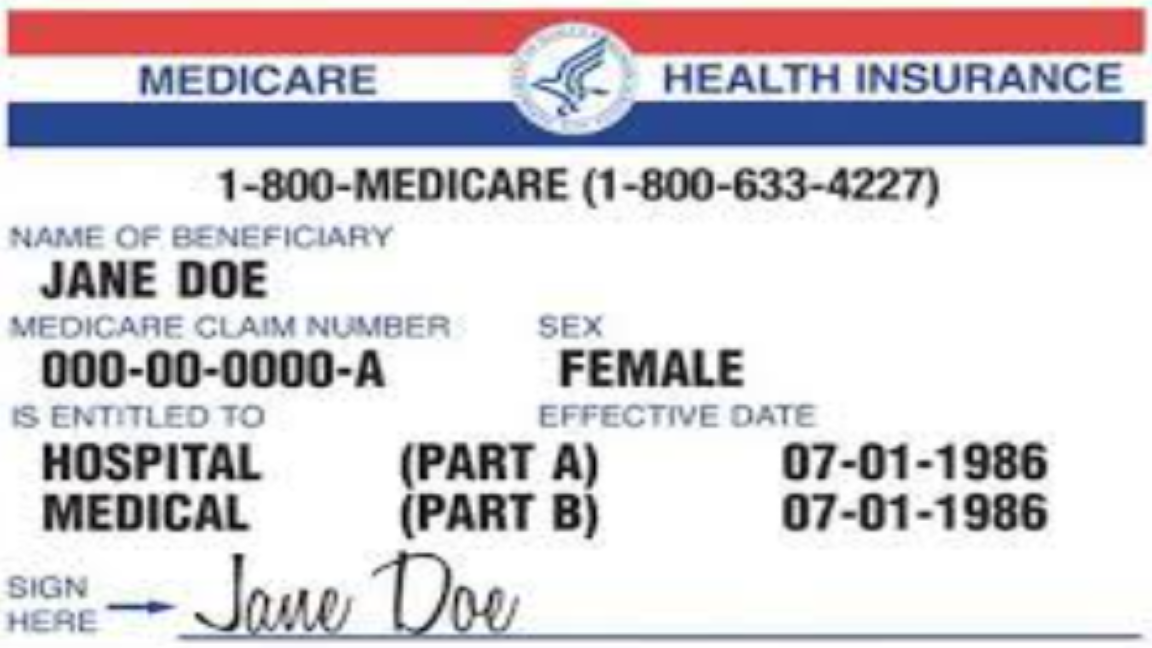 MEDICARE HEALTH INSURANCE
1-800-MEDICARE (1-800-633-4227)
NAME OF BENEFICIARY
JANE DOE
MEDICARE CLAIM NUMBER SEX
000-00-0000-A FEMALE
IS ENTITLED TO EFFECTIVE DATE
HOSPITAL (PART A) 07-01-1986
MEDICAL (PART B) 07-01-1986
SIGN
HERE Jane Doe